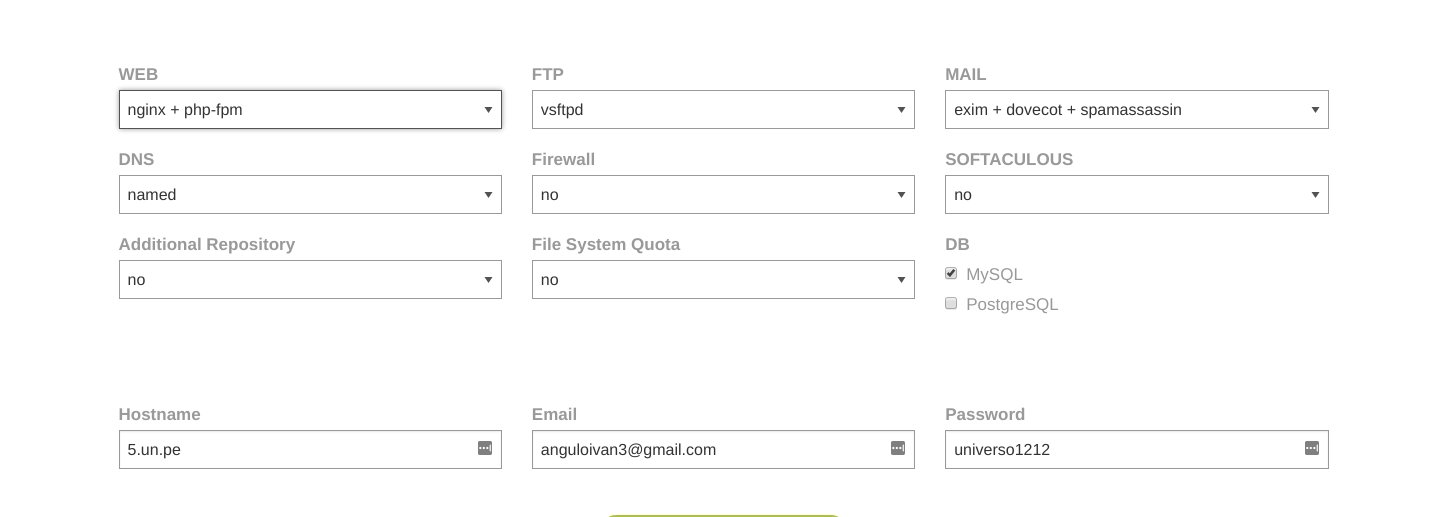 WEB FTP MAIL
nginx + php-fpm vsftpd exim + dovecot + spamassassin
DNS Firewall SOFTACULOUS
named no no
Additional Repository File System Quota DB
no no MySQL
PostgreSQL
Hostname Email Password
5.un.pe anguloivan3@gmail.com universo1212